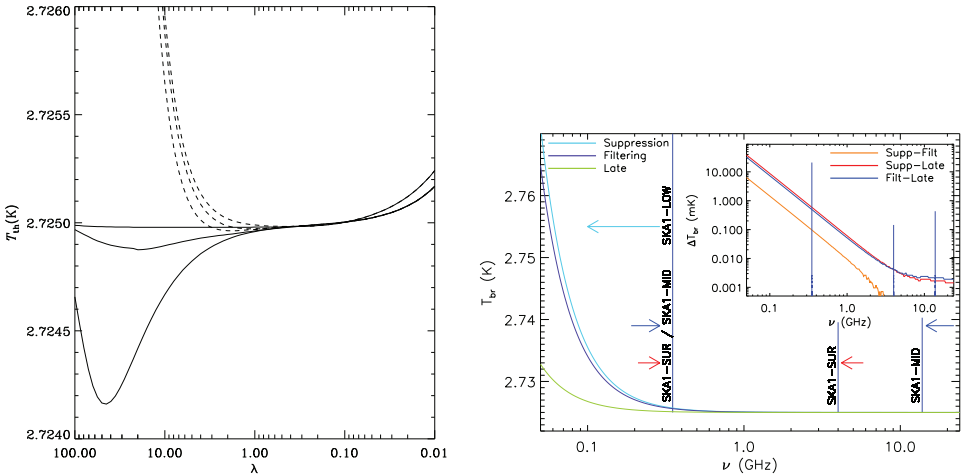 2.7260
2.7255
2.7250
2.7245
2.7240
T_th(K)
100.00 10.00 1.00 0.10 0.01
λ
Suppression
Filtering
Late
2.76
2.75
2.74
2.73
T_br (K)
SKA1-LOW
SKA1-SUR / SKA1-MID
SKA1-SUR
SKA1-MID
0.1 1.0 10.0
ν (GHz)
Supp-Filt
Supp-Late
Filt-Late
10.000
1.000
0.100
0.010
0.001
ΔT_br (mK)
0.1 1.0 10.0
ν (GHz)